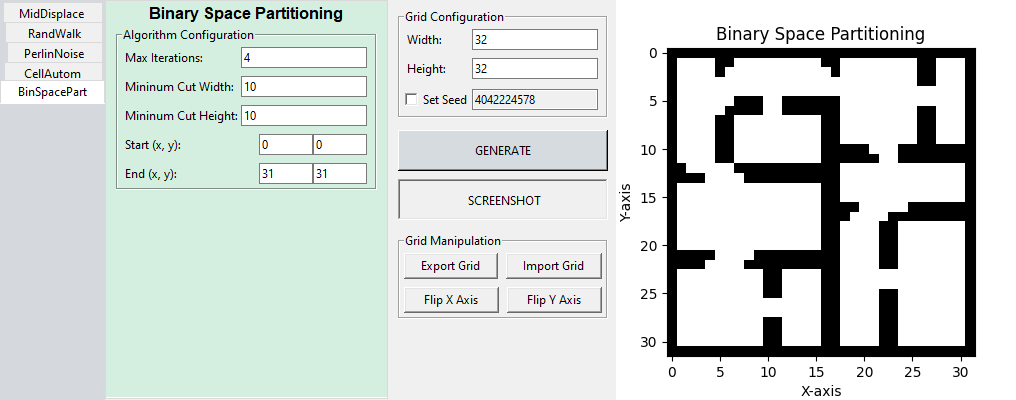 MidDisplace
RandWalk
PerlinNoise
CellAutom
BinSpacePart
Binary Space Partitioning
Algorithm Configuration
Max Iterations: 4
Mininum Cut Width: 10
Mininum Cut Height: 10
Start (x, y): 0 0
End (x, y): 31 31
Grid Configuration
Width: 32
Height: 32
Set Seed 4042224578
GENERATE
SCREENSHOT
Grid Manipulation
Export Grid Import Grid
Flip X Axis Flip Y Axis
Binary Space Partitioning
0
5
10
15
20
25
30
Y-axis
0 5 10 15 20 25 30
X-axis